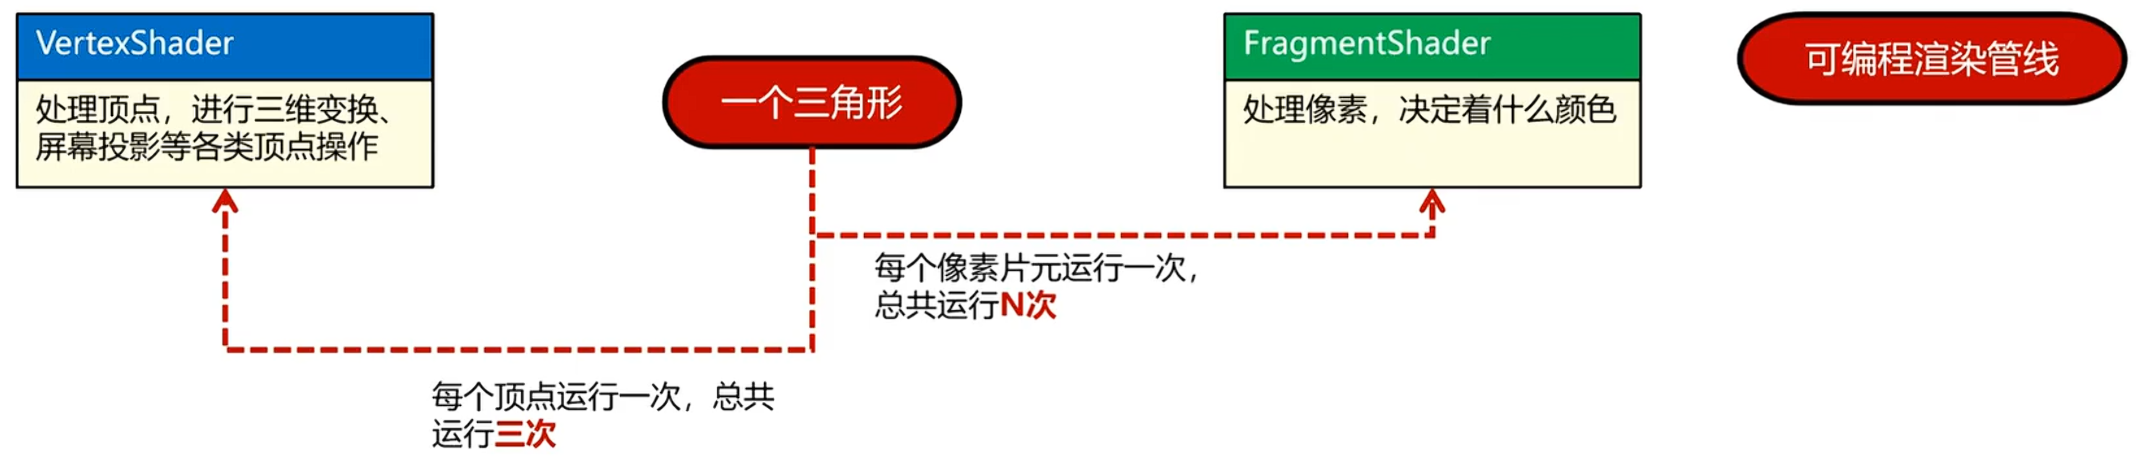 VertexShader
处理顶点，进行三维变换、
屏幕投影等各类顶点操作
一个三角形
FragmentShader
处理像素，决定着什么颜色
可编程渲染管线
每个像素片元运行一次，
总共运行N次
每个顶点运行一次，总共
运行三次